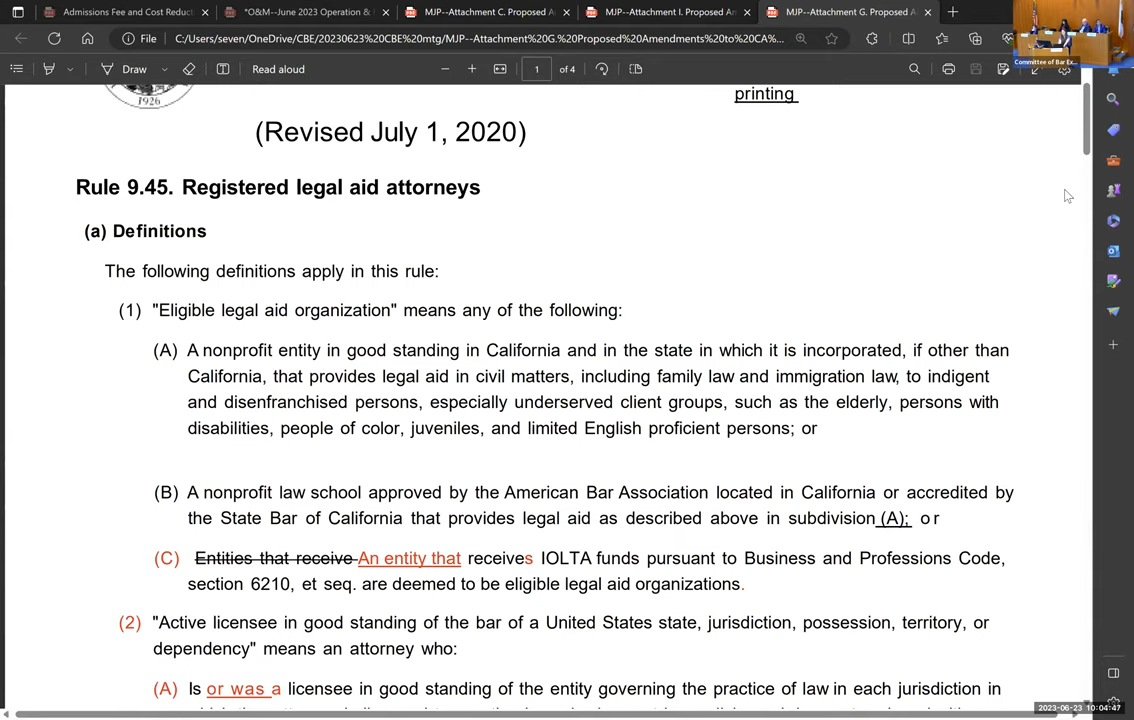 Admissions Fee and Cost Reduct
*O&M--June 2023 Operation &
MJP--Attachment C. Proposed A
MJP--Attachment I. Proposed Am
MJP--Attachment G. Proposed A
File
C:/Users/seven/OneDrive/CBE/20230623%20CBE%20mtg/MJP--Attachment%20G.%20Proposed%20Amendments%20to%20CA%...
Committee of Bar Ex...
Draw
Read aloud
1
of 4
1926
printing
(Revised July 1, 2020)
Rule 9.45. Registered legal aid attorneys
(a) Definitions
The following definitions apply in this rule:
(1) "Eligible legal aid organization" means any of the following:
(A) A nonprofit entity in good standing in California and in the state in which it is incorporated, if other than
California, that provides legal aid in civil matters, including family law and immigration law, to indigent
and disenfranchised persons, especially underserved client groups, such as the elderly, persons with
disabilities, people of color, juveniles, and limited English proficient persons; or
(B) A nonprofit law school approved by the American Bar Association located in California or accredited by
the State Bar of California that provides legal aid as described above in subdivision (A); or
(C) Entities that receive An entity that receives IOLTA funds pursuant to Business and Professions Code,
section 6210, et seq. are deemed to be eligible legal aid organizations.
(2) "Active licensee in good standing of the bar of a United States state, jurisdiction, possession, territory, or
dependency" means an attorney who:
(A) Is or was a licensee in good standing of the entity governing the practice of law in each jurisdiction in
2023-06-23 10:04:47